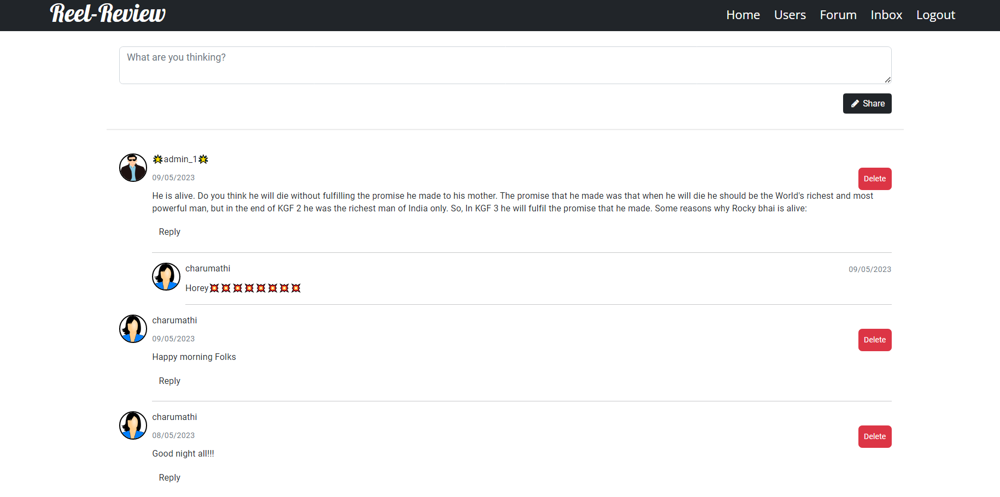 Reel-Review
Home Users Forum Inbox Logout
What are you thinking?
Share
🌟admin_1🌟
09/05/2023
Delete
He is alive. Do you think he will die without fulfilling the promise he made to his mother. The promise that he made was that when he will die he should be the World's richest and most
powerful man, but in the end of KGF 2 he was the richest man of India only. So, In KGF 3 he will fulfil the promise that he made. Some reasons why Rocky bhai is alive:
Reply
charumathi
09/05/2023
Horey💥💥💥💥💥💥💥💥
charumathi
09/05/2023
Delete
Happy morning Folks
Reply
charumathi
08/05/2023
Delete
Good night all!!!
Reply